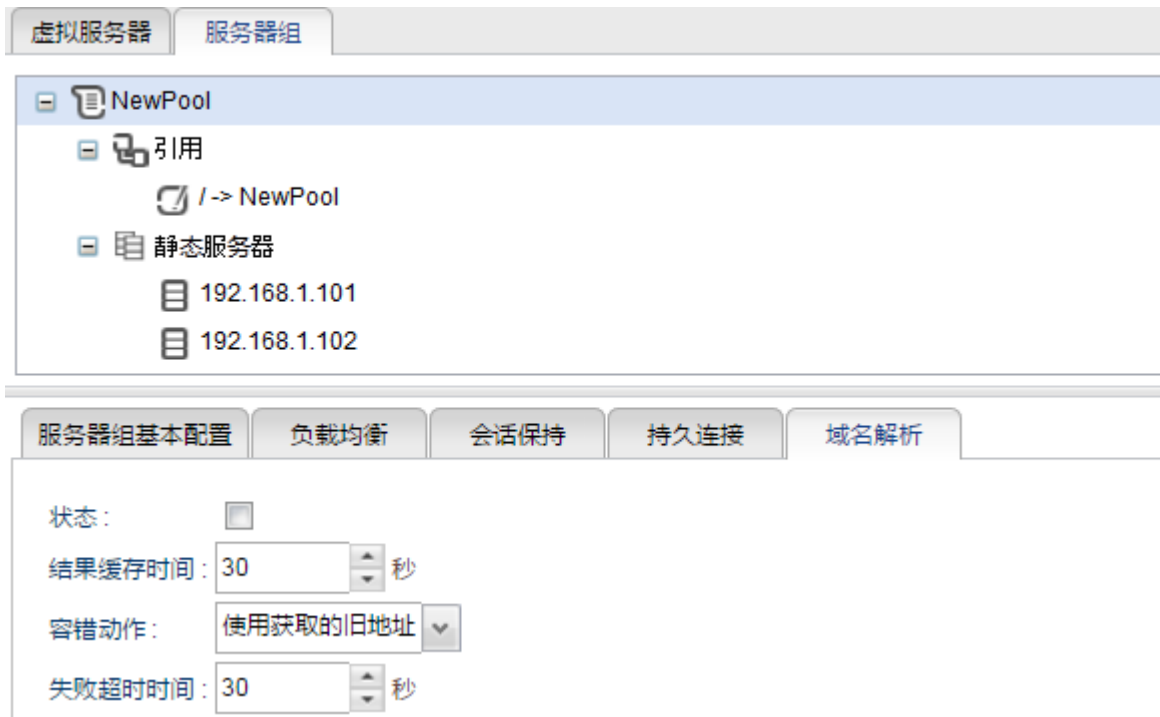 虚拟服务器 服务器组
NewPool
引用
/ -> NewPool
静态服务器
192.168.1.101
192.168.1.102
服务器组基本配置 负载均衡 会话保持 持久连接 域名解析
状态：
结果缓存时间：30 秒
容错动作：使用获取的旧地址
失败超时时间：30 秒